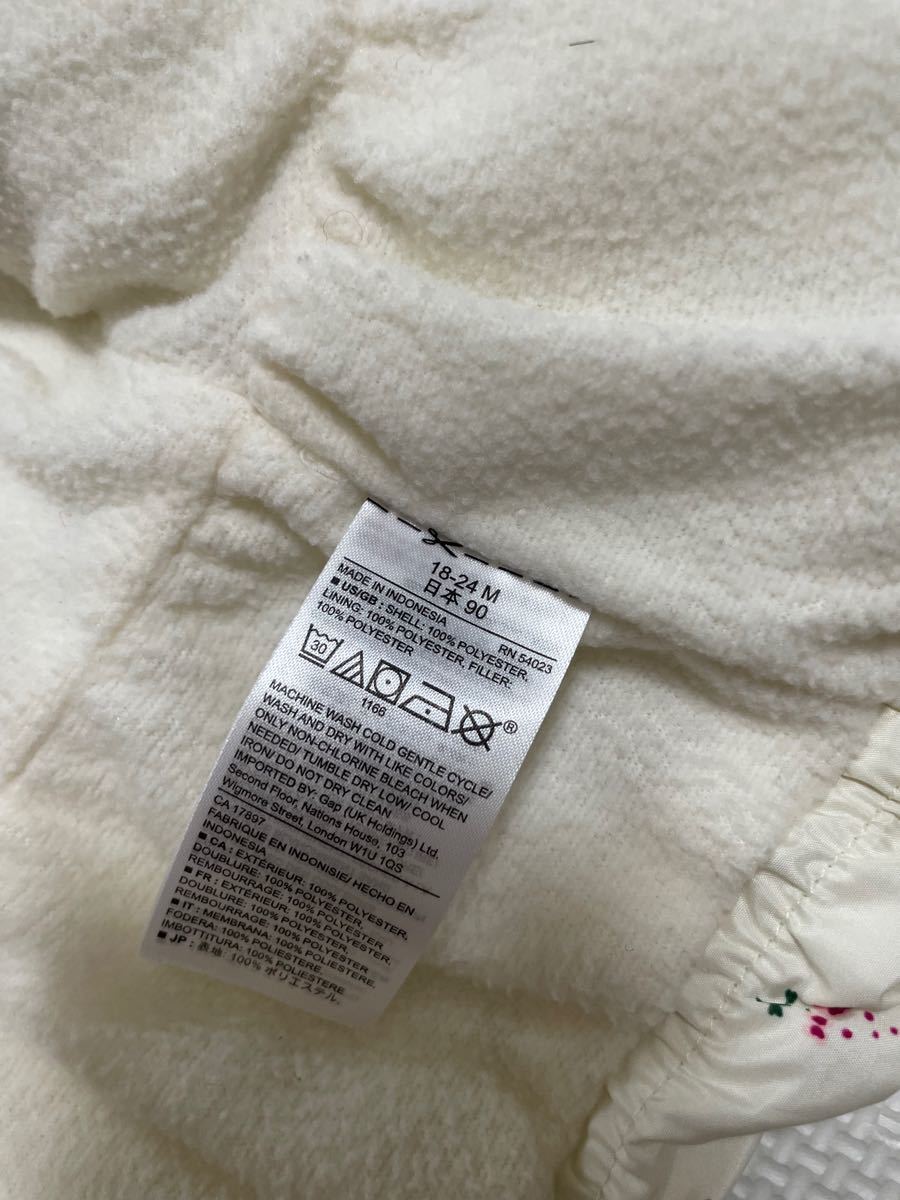 18-24 M
日本 90
MADE IN INDONESIA RN 54023
■ US/GB : SHELL: 100% POLYESTER,
LINING: 100% POLYESTER, FILLER:
100% POLYESTER
30
1166
®
MACHINE WASH COLD GENTLE CYCLE/
WASH AND DRY WITH LIKE COLORS/
ONLY NON-CHLORINE BLEACH WHEN
NEEDED/ TUMBLE DRY LOW/ COOL
IRON/ DO NOT DRY CLEAN
IMPORTED BY: Gap (UK Holdings) Ltd.
Second Floor, Nations House, 103
Wigmore Street, London W1U 1QS
CA 17897
FABRIQUE EN INDONISIE/ HECHO EN
INDONESIA
■ CA : EXTÉRIEUR: 100% POLYESTER,
DOUBLURE: 100% POLYESTER,
REMBOURRAGE: 100% POLYESTER
■ FR : EXTÉRIEUR: 100% POLYESTER,
DOUBLURE: 100% POLYESTER,
REMBOURRAGE: 100% POLYESTER.
■ IT : MEMBRANA: 100% POLIESTERE,
FODERA: 100% POLIESTERE,
IMBOTTITURA: 100% POLIESTERE
■ JP : 表地: 100% ポリエステル,